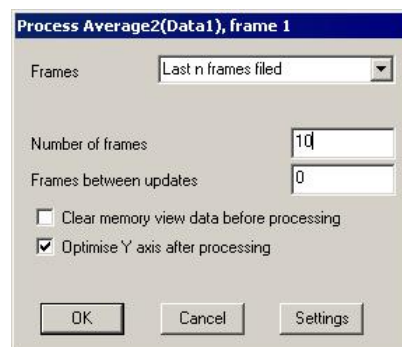 Process Average2(Data1), frame 1
Frames Last n frames filed
Number of frames 10
Frames between updates 0
Clear memory view data before processing
Optimise Y axis after processing
OK Cancel Settings